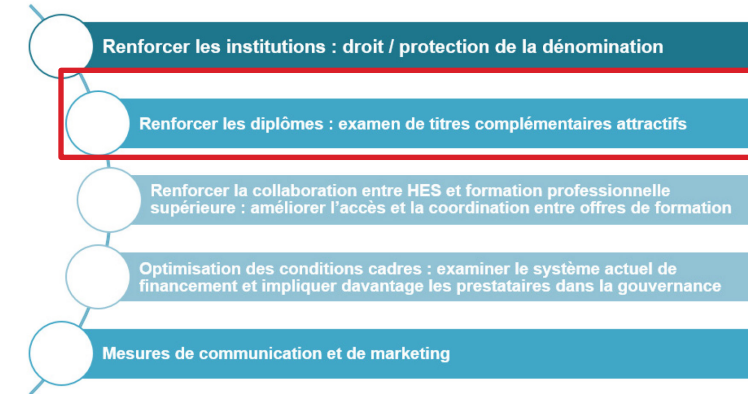 Renforcer les institutions : droit / protection de la dénomination
Renforcer les diplômes : examen de titres complémentaires attractifs
Renforcer la collaboration entre HES et formation professionnelle
supérieure : améliorer l’accès et la coordination entre offres de formation
Optimisation des conditions cadres : examiner le système actuel de
financement et impliquer davantage les prestataires dans la gouvernance
Mesures de communication et de marketing